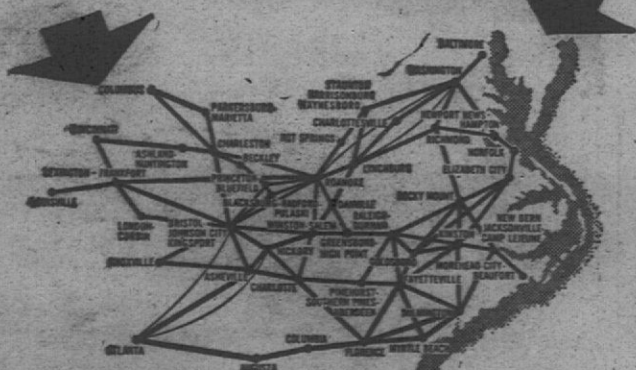 BALTIMORE
WASHINGTON
COLUMBUS
STAUNTON
HARRISONBURG
WAYNESBORO
PARKERSBURG
MARIETTA
CHARLOTTESVILLE
NEWPORT NEWS
HAMPTON
CINCINNATI
HOT SPRINGS
RICHMOND
CHARLESTON
NORFOLK
ASHLAND
HUNTINGTON
BECKLEY
LYNCHBURG
ELIZABETH CITY
LEXINGTON - FRANKFORT
PRINCETON
BLUEFIELD
ROANOKE
LOUISVILLE
ROCKY MOUNT
DANVILLE
PULASKI
RALEIGH
DURHAM
NEW BERN
LONDON
CORBIN
BRISTOL
JOHNSON CITY
KINGSPORT
WINSTON-SALEM
JACKSONVILLE
CAMP LEJEUNE
KINSTON
GREENSBORO
HIGH POINT
HICKORY
GOLDSBORO
KNOXVILLE
MOREHEAD CITY
BEAUFORT
ASHEVILLE
FAYETTEVILLE
CHARLOTTE
PINEHURST
SOUTHERN PINES
ABERDEEN
WILMINGTON
COLUMBIA
ATLANTA
FLORENCE
MYRTLE BEACH
AUGUSTA